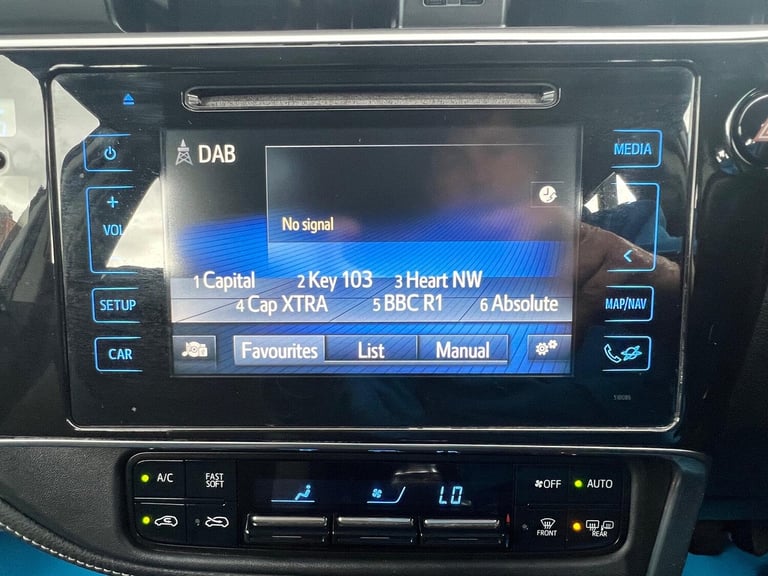 DAB
MEDIA
+
VOL
No signal
1 Capital 2 Key 103 3 Heart NW
4 Cap XTRA 5 BBC R1 6 Absolute
SETUP
MAP/NAV
CAR
Favourites List Manual
A/C
FAST
SOFT
LO
OFF
AUTO
FRONT
REAR